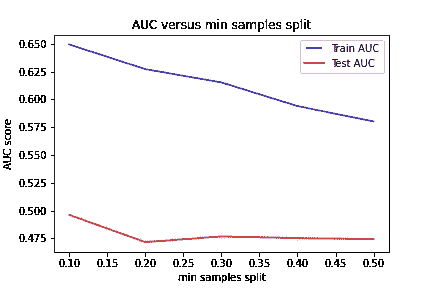 AUC versus min samples split
Train AUC
Test AUC
AUC score
0.650
0.625
0.600
0.575
0.550
0.525
0.500
0.475
0.10 0.15 0.20 0.25 0.30 0.35 0.40 0.45 0.50
min samples split